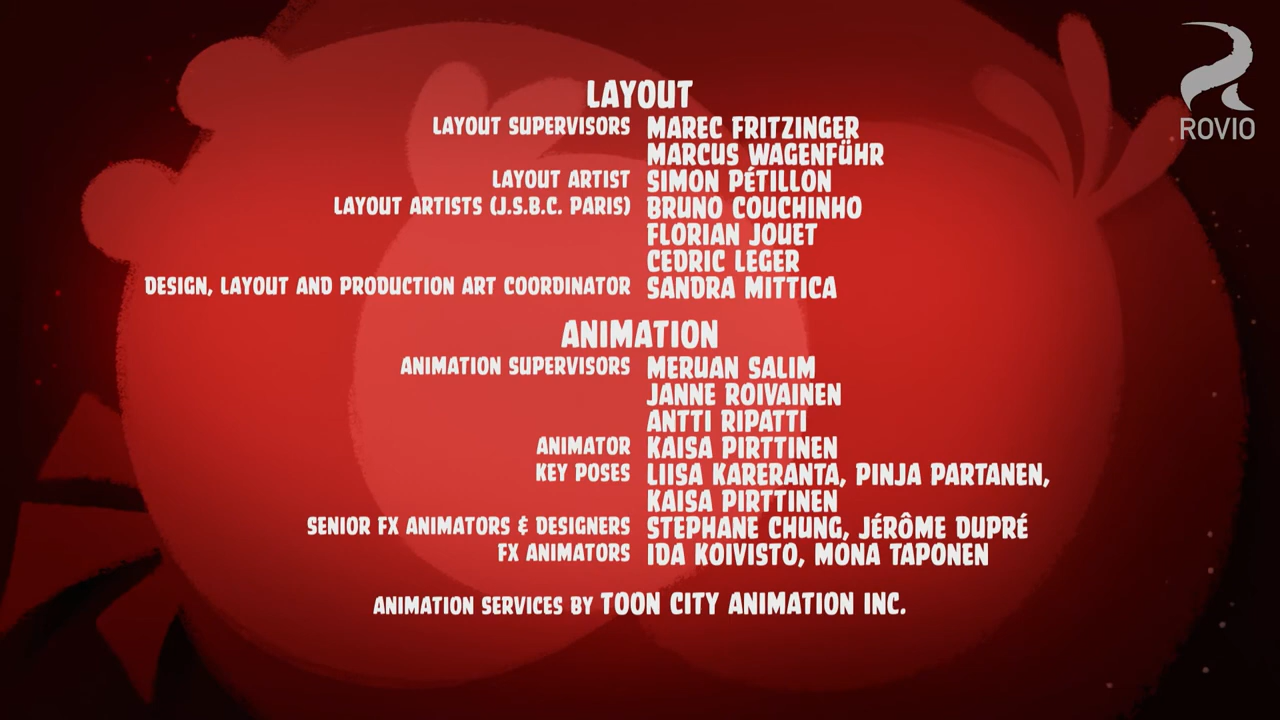 ROVIO
LAYOUT
LAYOUT SUPERVISORS MAREC FRITZINGER
MARCUS WAGENFÜHR
LAYOUT ARTIST SIMON PÉTILLON
LAYOUT ARTISTS (J.S.B.C. PARIS) BRUNO COUCHINHO
FLORIAN JOUET
CEDRIC LEGER
DESIGN, LAYOUT AND PRODUCTION ART COORDINATOR SANDRA MITTICA
ANIMATION
ANIMATION SUPERVISORS MERUAN SALIM
JANNE ROIVAINEN
ANTTI RIPATTI
ANIMATOR KAISA PIRTTINEN
KEY POSES LIISA KARERANTA, PINJA PARTANEN,
KAISA PIRTTINEN
SENIOR FX ANIMATORS & DESIGNERS STEPHANE CHUNG, JÉRÔME DUPRÉ
FX ANIMATORS IDA KOIVISTO, MONA TAPONEN
ANIMATION SERVICES BY TOON CITY ANIMATION INC.